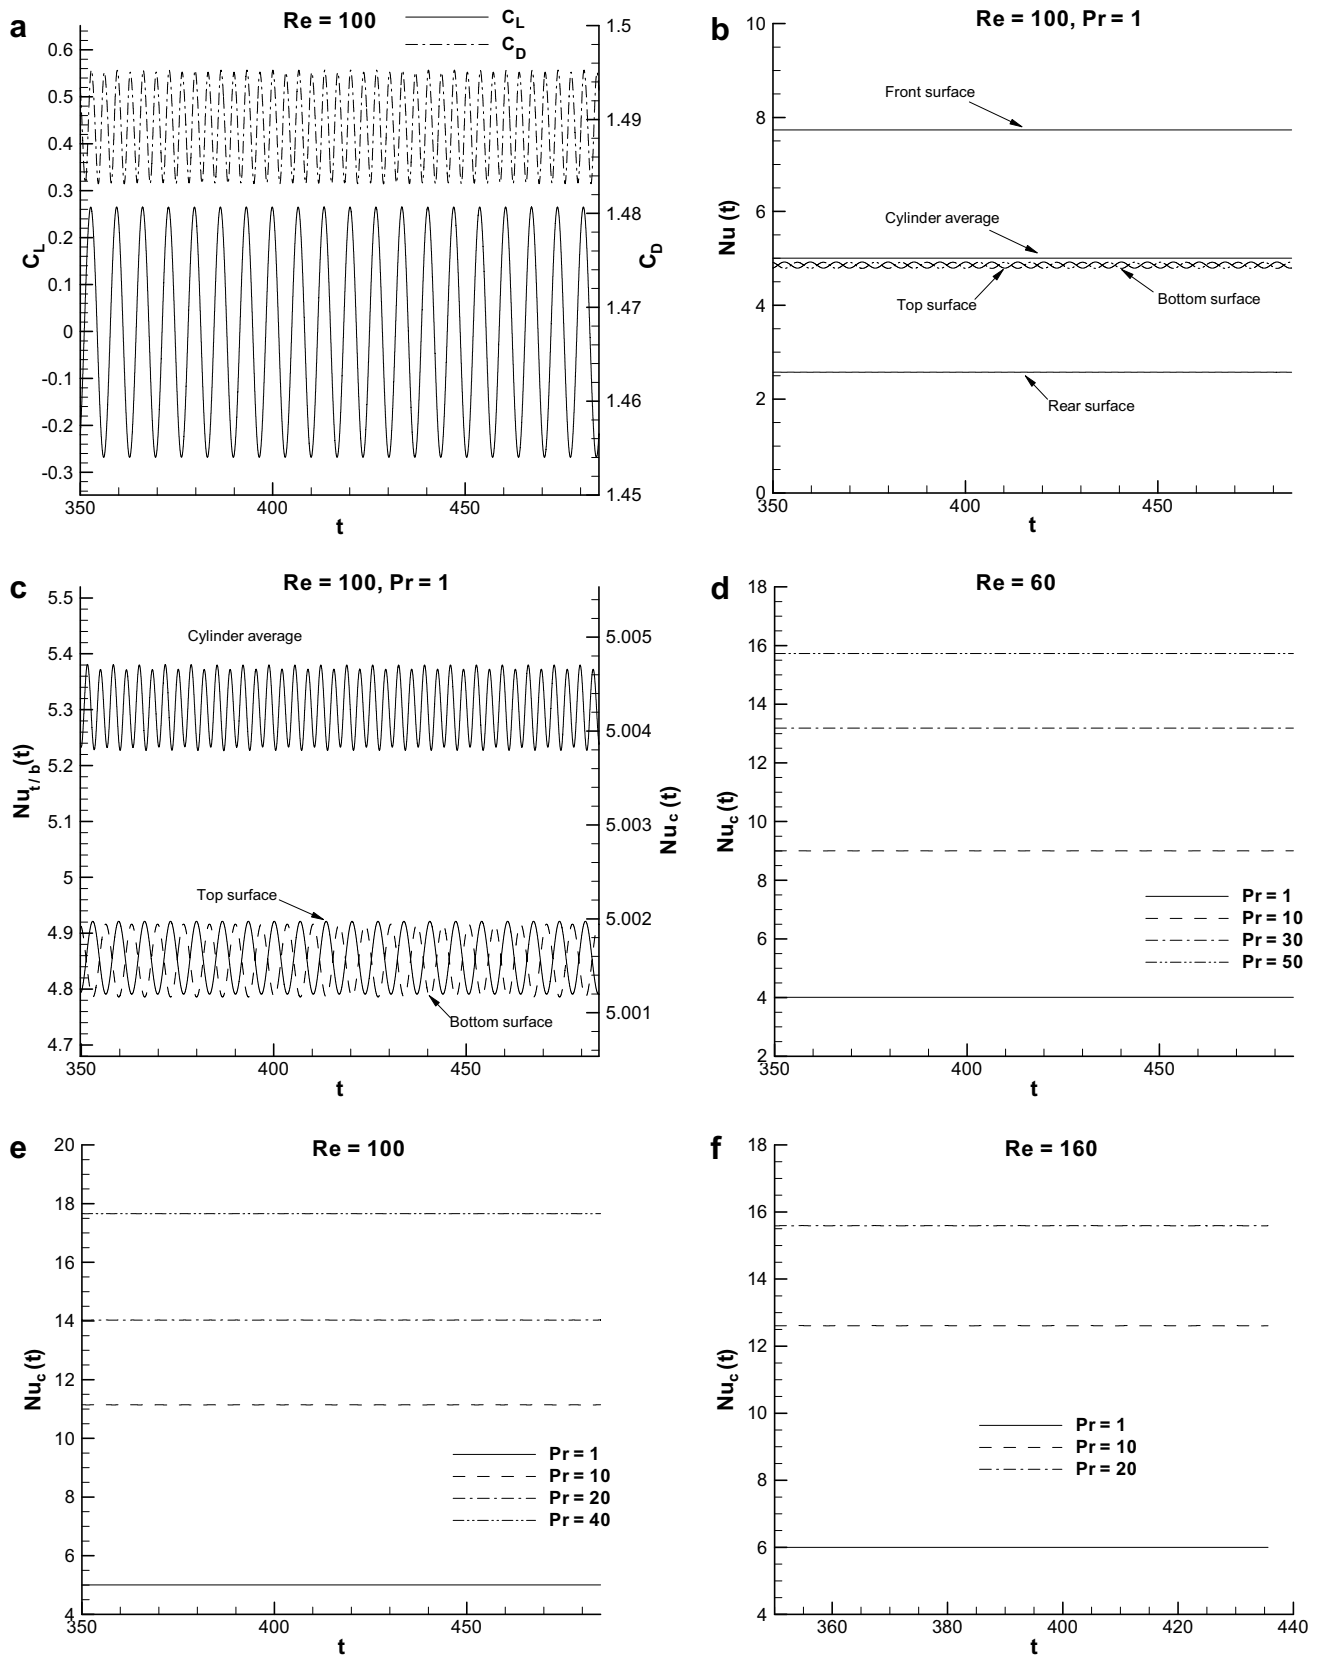 a
Re = 100
C_L
C_D
0.6
0.5
0.4
0.3
0.2
0.1
0
-0.1
-0.2
-0.3
C_L
1.5
1.49
1.48
1.47
1.46
1.45
C_D
350
400
450
t
b
Re = 100, Pr = 1
10
8
6
4
2
0
Nu (t)
Front surface
Cylinder average
Top surface
Bottom surface
Rear surface
350
400
450
t
c
Re = 100, Pr = 1
5.5
5.4
5.3
5.2
5.1
5
4.9
4.8
4.7
Nu_t / b (t)
Cylinder average
Top surface
Bottom surface
5.005
5.004
5.003
5.002
5.001
Nu_c (t)
350
400
450
t
d
Re = 60
18
16
14
12
10
8
6
4
2
Nu_c (t)
Pr = 1
Pr = 10
Pr = 30
Pr = 50
350
400
450
t
e
Re = 100
20
18
16
14
12
10
8
6
4
Nu_c (t)
Pr = 1
Pr = 10
Pr = 20
Pr = 40
350
400
450
t
f
Re = 160
18
16
14
12
10
8
6
4
Nu_c (t)
Pr = 1
Pr = 10
Pr = 20
360
380
400
420
440
t